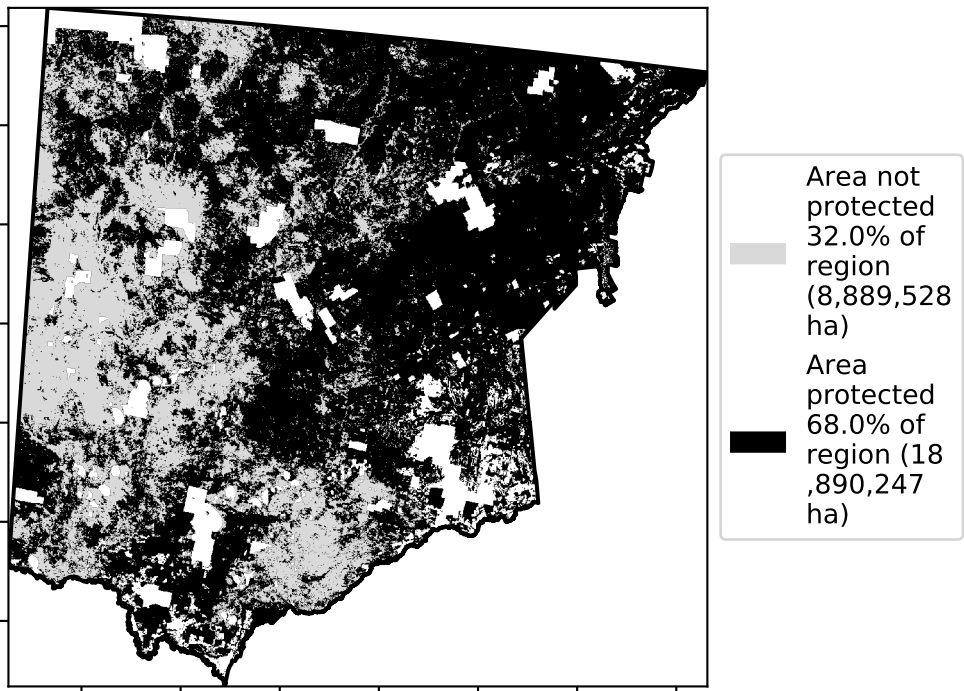 Area not
protected
32.0% of
region
(8,889,528
ha)
Area
protected
68.0% of
region (18
,890,247
ha)